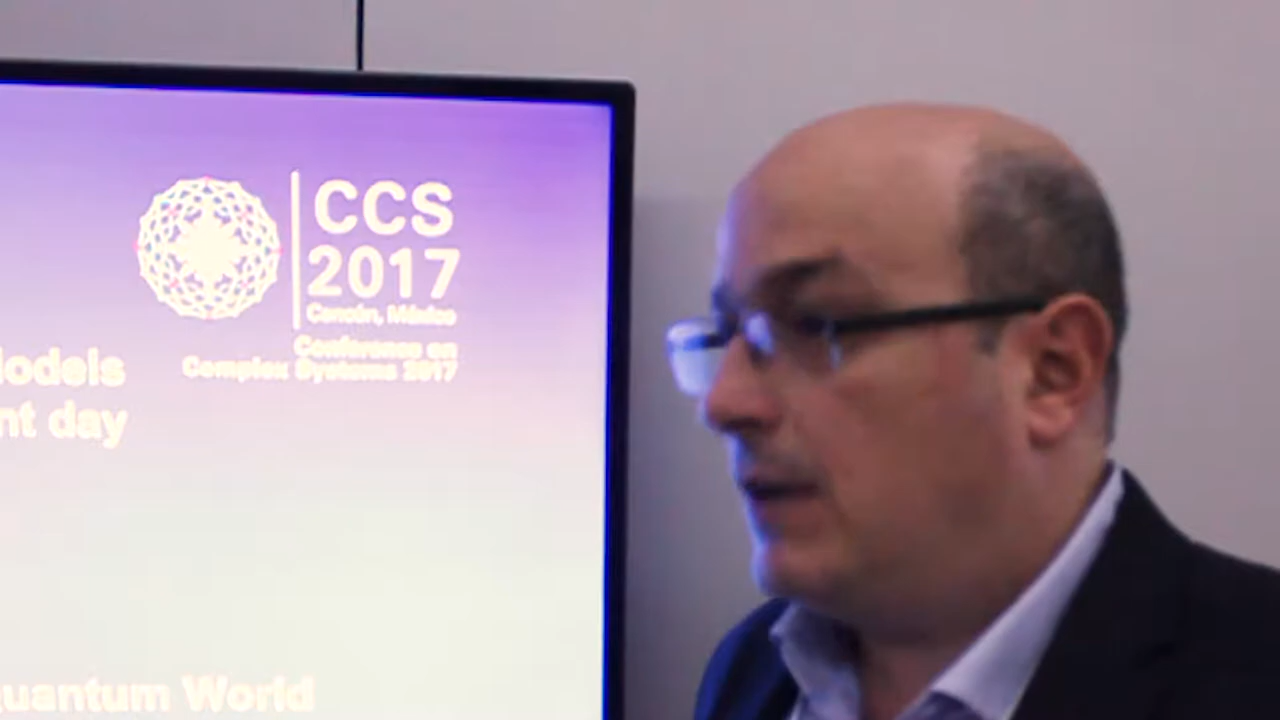 CCS
2017
Cancún, México
Conference on
Complex Systems 2017
Models
nt day
quantum World